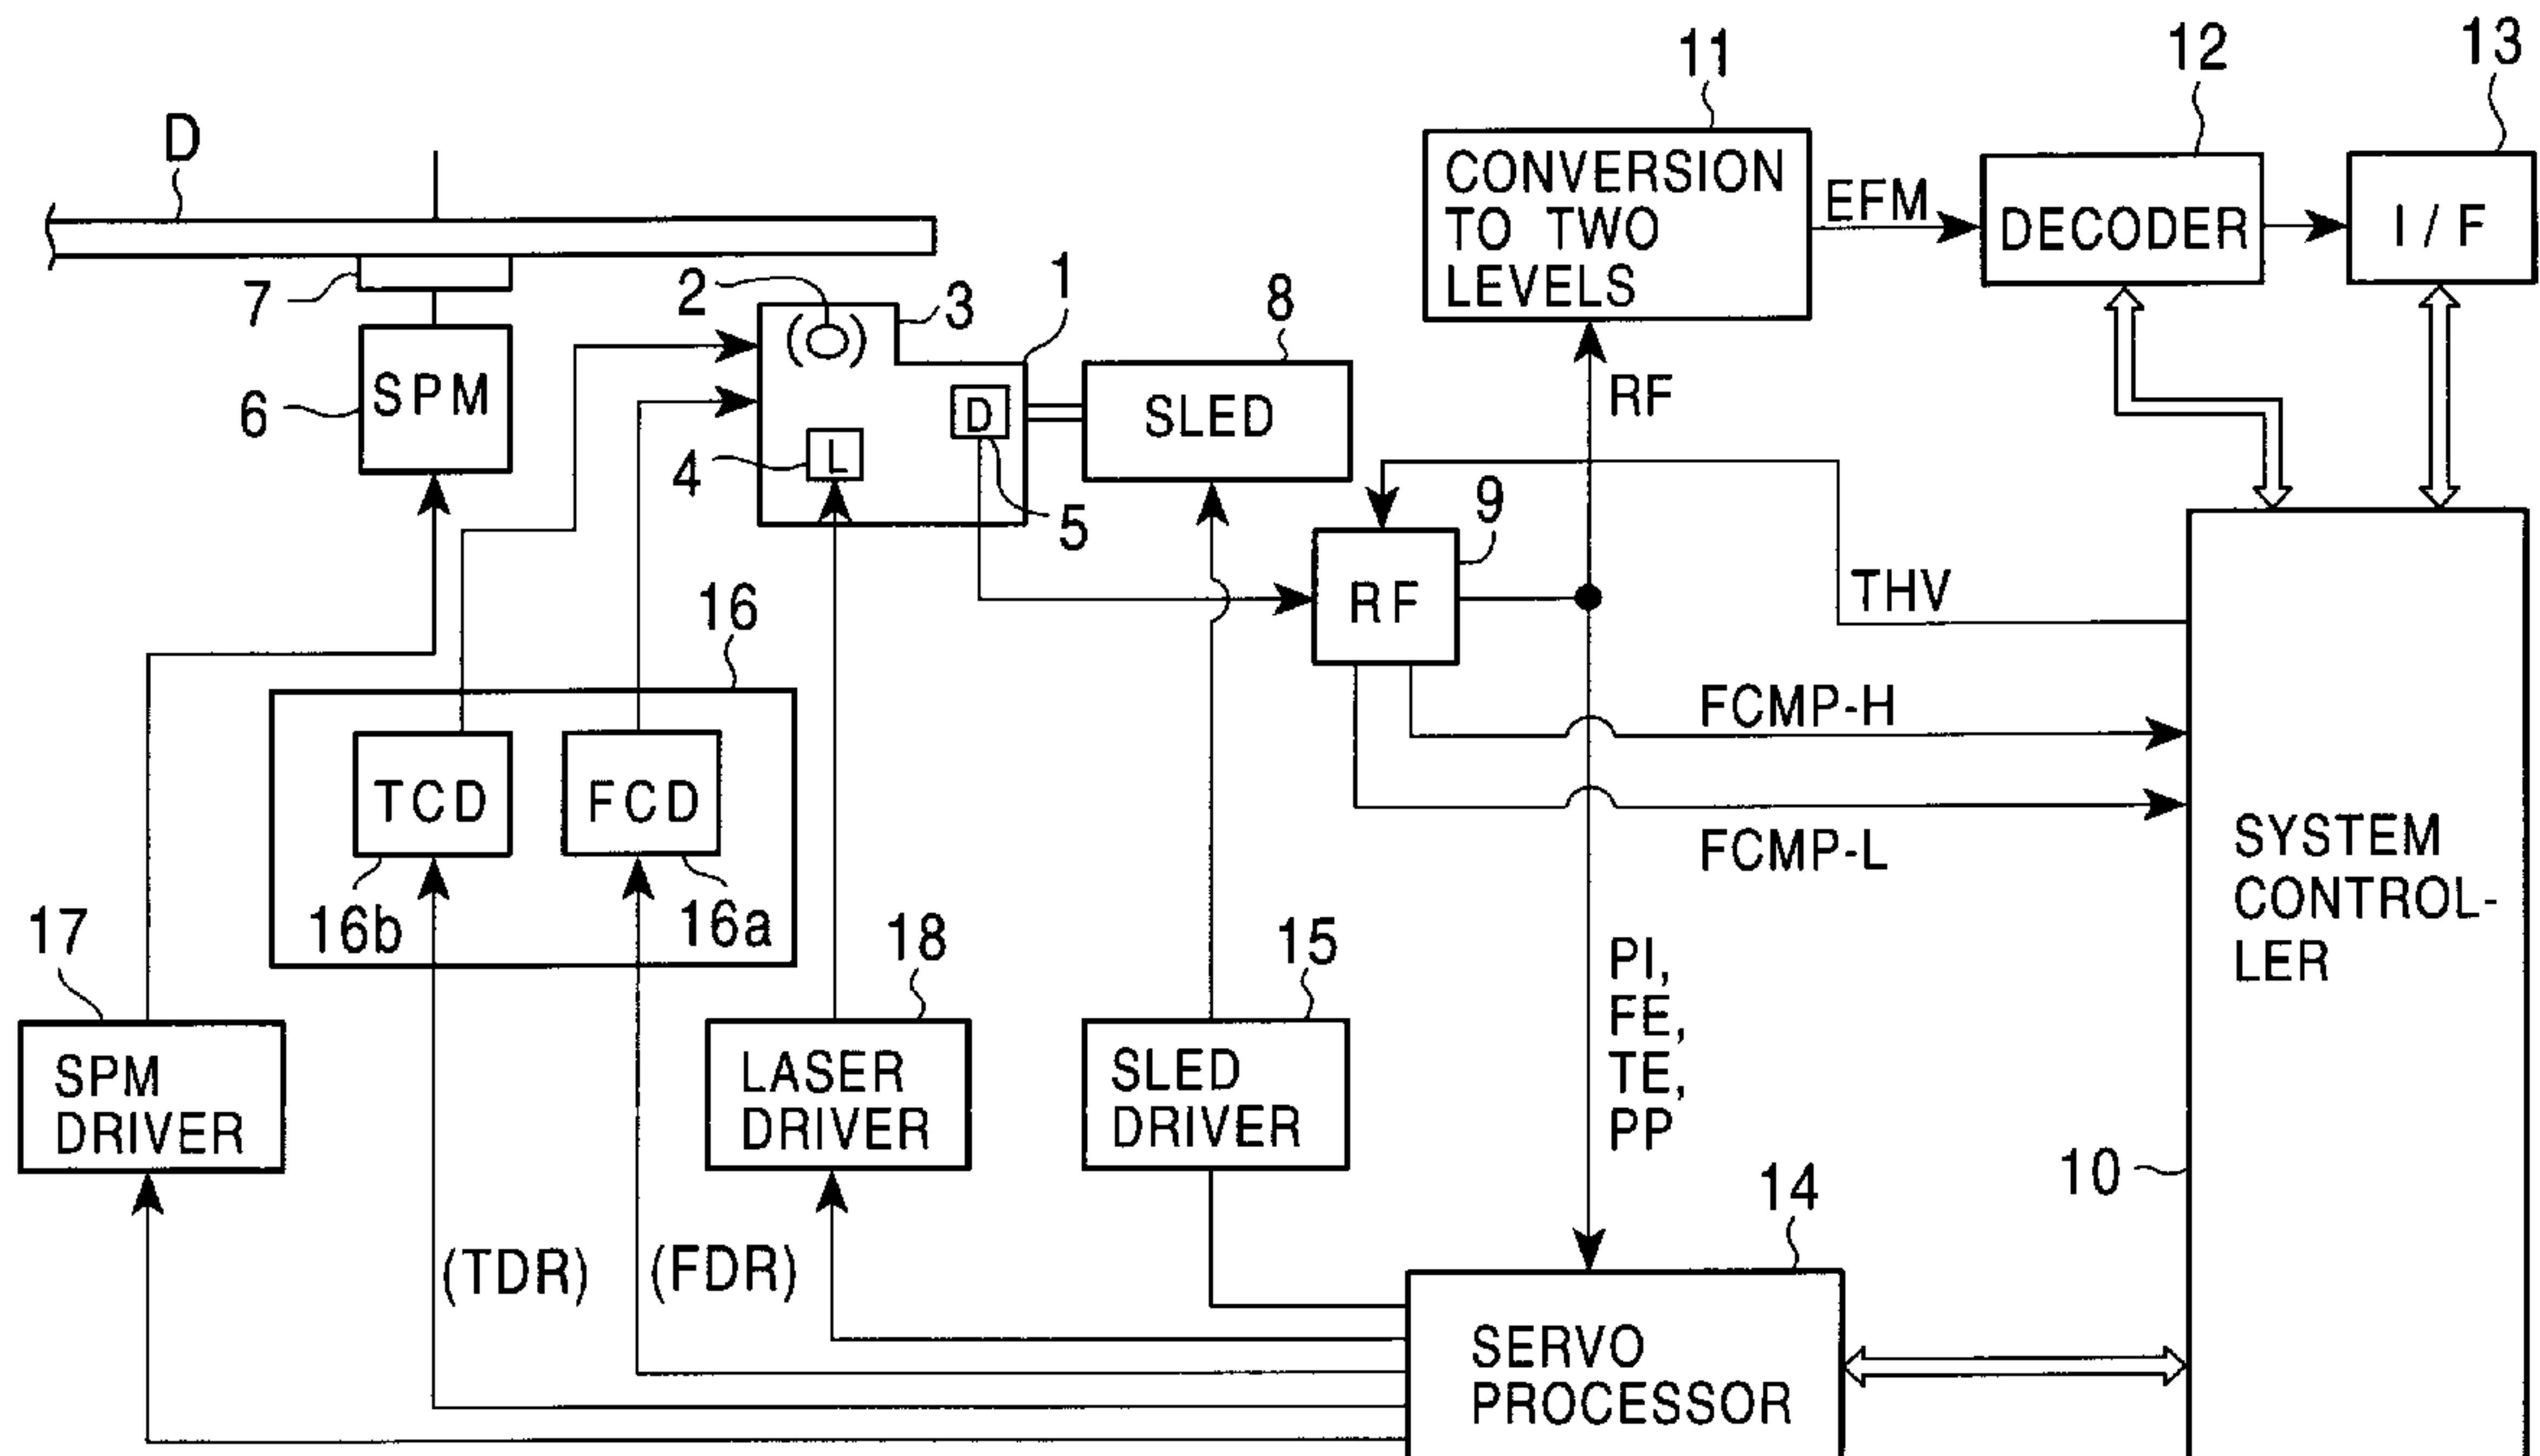 11
12
13
D
CONVERSION
TO TWO
LEVELS
EFM
DECODER
I / F
7
2
3
1
8
6
SPM
4
L
D
5
SLED
RF
9
RF
THV
16
FCMP-H
FCMP-L
TCD
FCD
16b
16a
17
18
15
SYSTEM
CONTROL-
LER
PI,
FE,
TE,
PP
SPM
DRIVER
LASER
DRIVER
SLED
DRIVER
10
14
(TDR)
(FDR)
SERVO
PROCESSOR